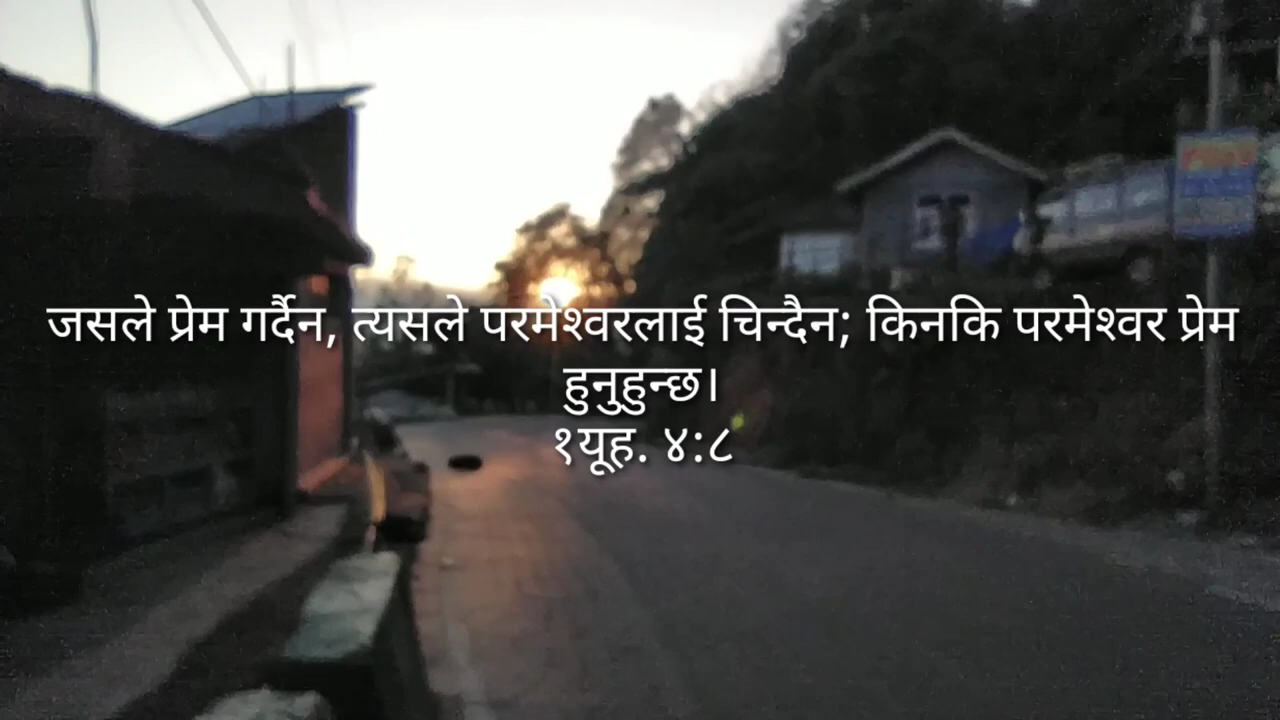 जसले प्रेम गर्दैन, त्यसले परमेश्वरलाई चिन्दैन; किनकि परमेश्वर प्रेम
हुनुहुन्छ।
१यूह. ४:८